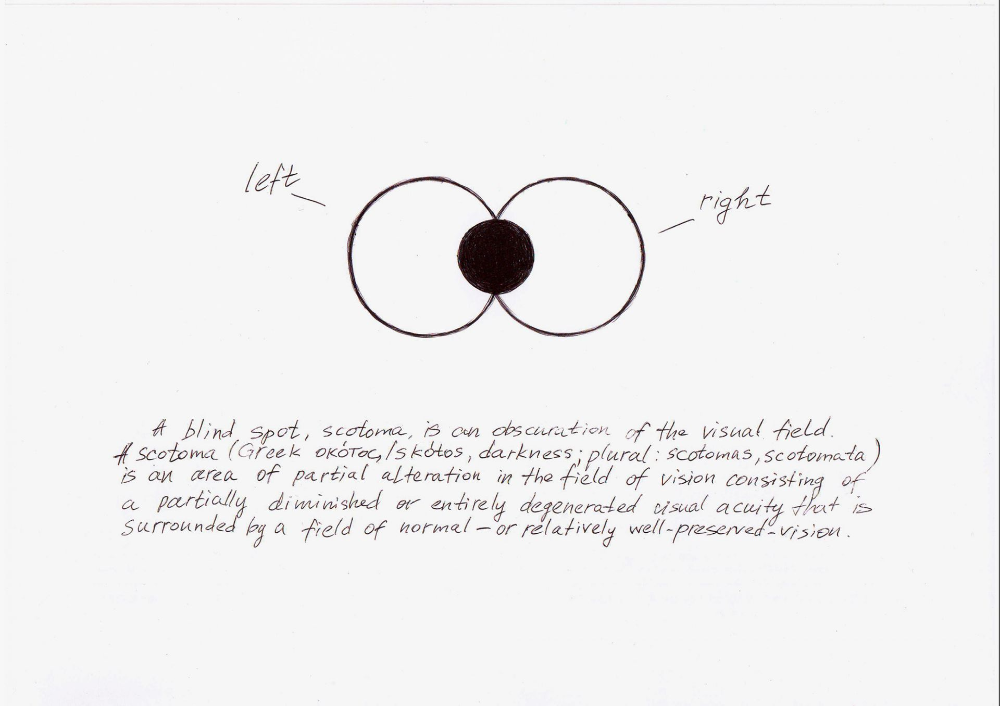 left
right
A blind spot, scotoma, is an obscuration of the visual field.
A scotoma (Greek σκότος/skótos, darkness; plural: scotomas, scotomata)
is an area of partial alteration in the field of vision consisting of
a partially diminished or entirely degenerated visual acuity that is
surrounded by a field of normal – or relatively well-preserved-vision.